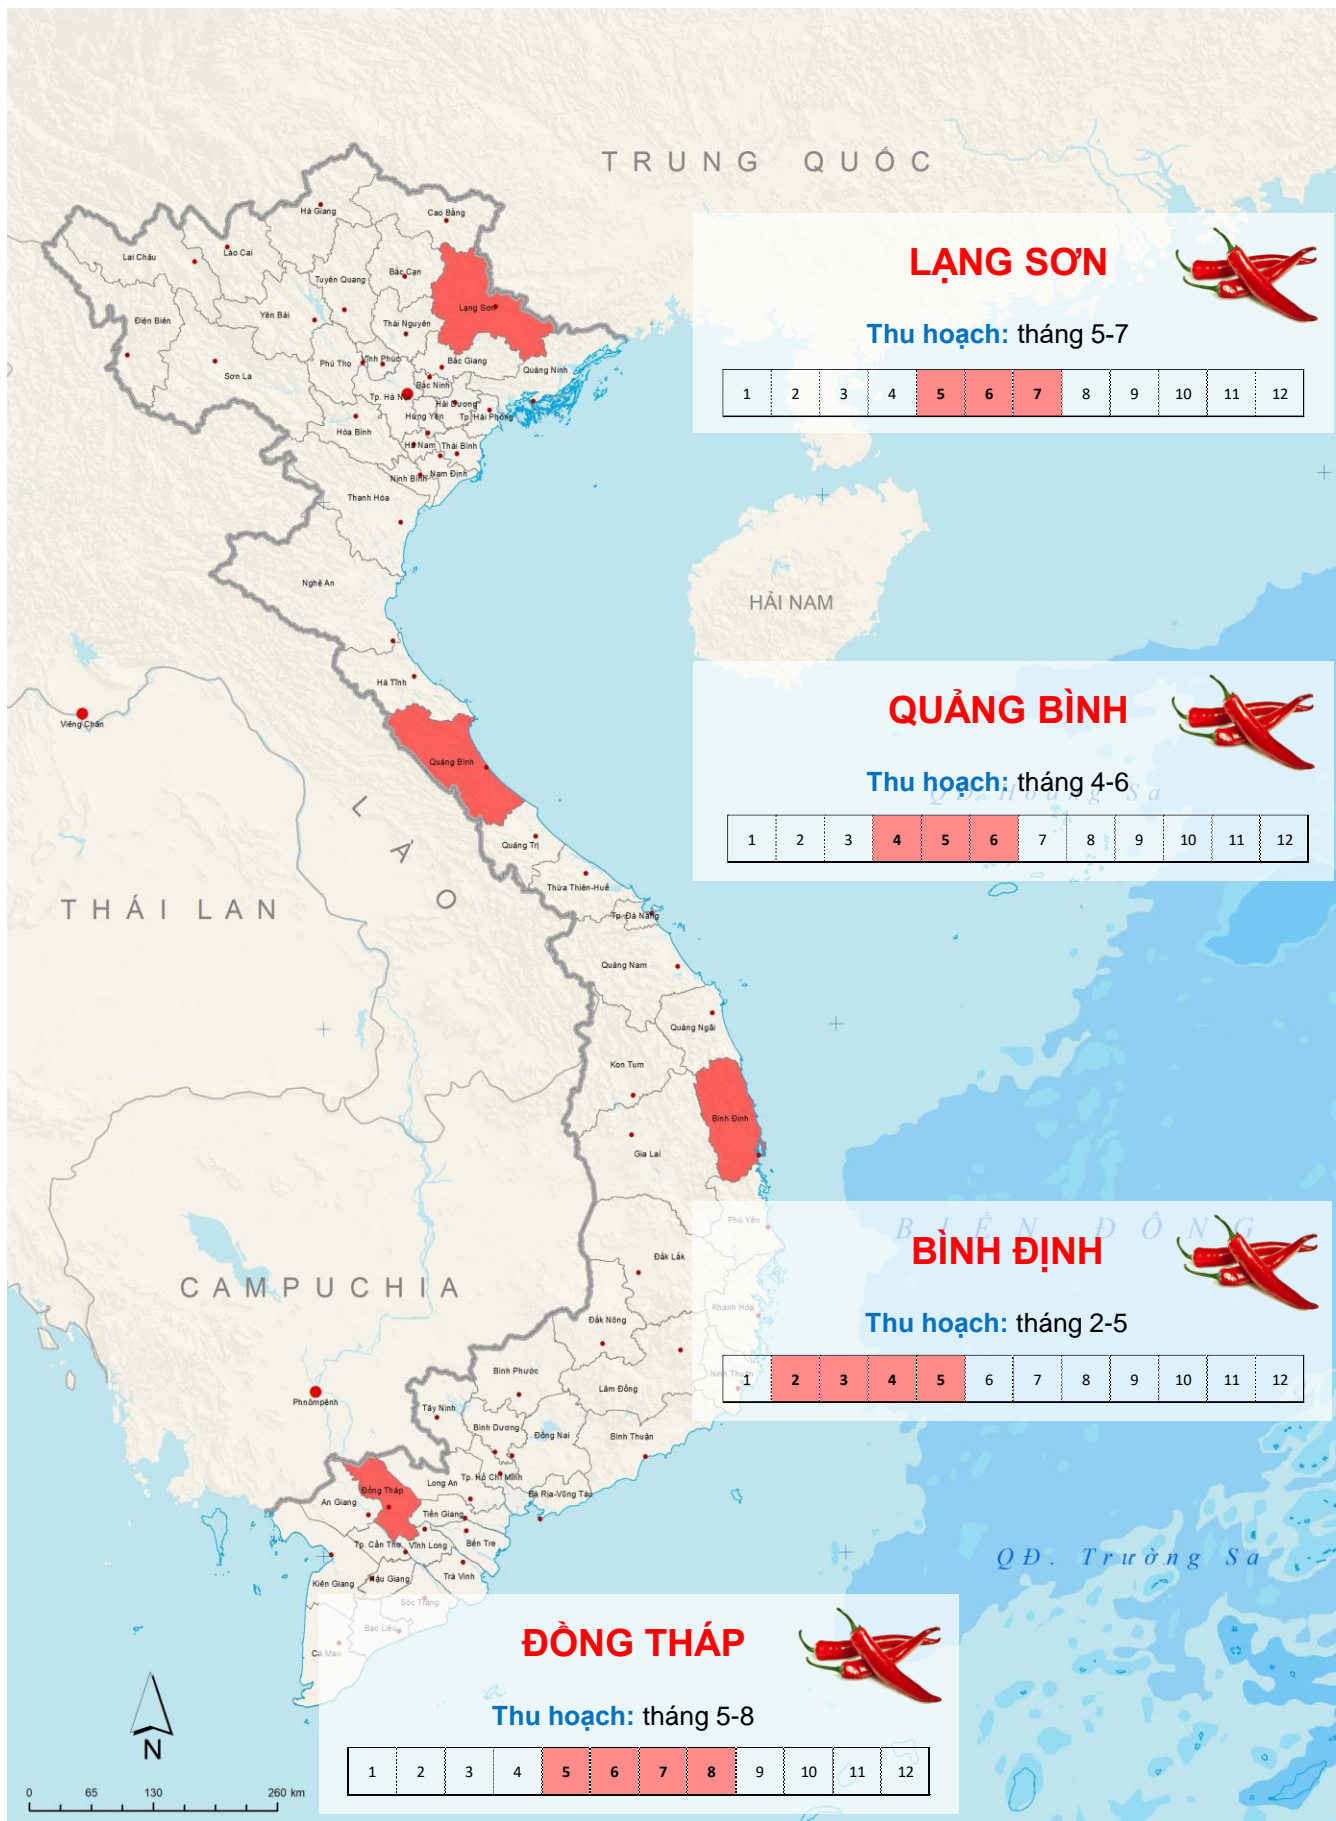 TRUNG QUỐC
Hà Giang
Cao Bằng
Lai Châu
Lào Cai
Bắc Cạn
Tuyên Quang
Lạng Sơn
Điện Biên
Yên Bái
Thái Nguyên
Phú Thọ
Vĩnh Phúc
Bắc Giang
Quảng Ninh
Sơn La
Bắc Ninh
Tp. Hà Nội
Hải Dương
Hưng Yên
Tp. Hải Phòng
Hòa Bình
Hà Nam
Thái Bình
Ninh Bình
Nam Định
Thanh Hóa
Nghệ An
Hà Tĩnh
Viêng Chăn
Quảng Bình
LÀO
Quảng Trị
Thừa Thiên-Huế
THÁI LAN
Tp. Đà Nẵng
Quảng Nam
Quảng Ngãi
Kon Tum
Bình Định
Gia Lai
LẠNG SƠN
Thu hoạch: tháng 5-7
1 2 3 4 5 6 7 8 9 10 11 12
HẢI NAM
QUẢNG BÌNH
Thu hoạch: tháng 4-6
QĐ. Hoàng Sa
1 2 3 4 5 6 7 8 9 10 11 12
Phú Yên
BIỂN ĐÔNG
BÌNH ĐỊNH
Thu hoạch: tháng 2-5
1 2 3 4 5 6 7 8 9 10 11 12
Đắk Lắk
CAMPUCHIA
Khánh Hòa
Đắk Nông
Bình Phước
Ninh Thuận
Lâm Đồng
Phnômpênh
Tây Ninh
Bình Dương
Đồng Nai
Bình Thuận
Tp. Hồ Chí Minh
Long An
Đồng Tháp
Bà Rịa-Vũng Tàu
An Giang
Tiền Giang
Tp. Cần Thơ
Vĩnh Long
Bến Tre
QĐ. Trường Sa
Kiên Giang
Hậu Giang
Trà Vinh
Sóc Trăng
Bạc Liêu
Cà Mau
ĐỒNG THÁP
Thu hoạch: tháng 5-8
1 2 3 4 5 6 7 8 9 10 11 12
N
0 65 130 260 km